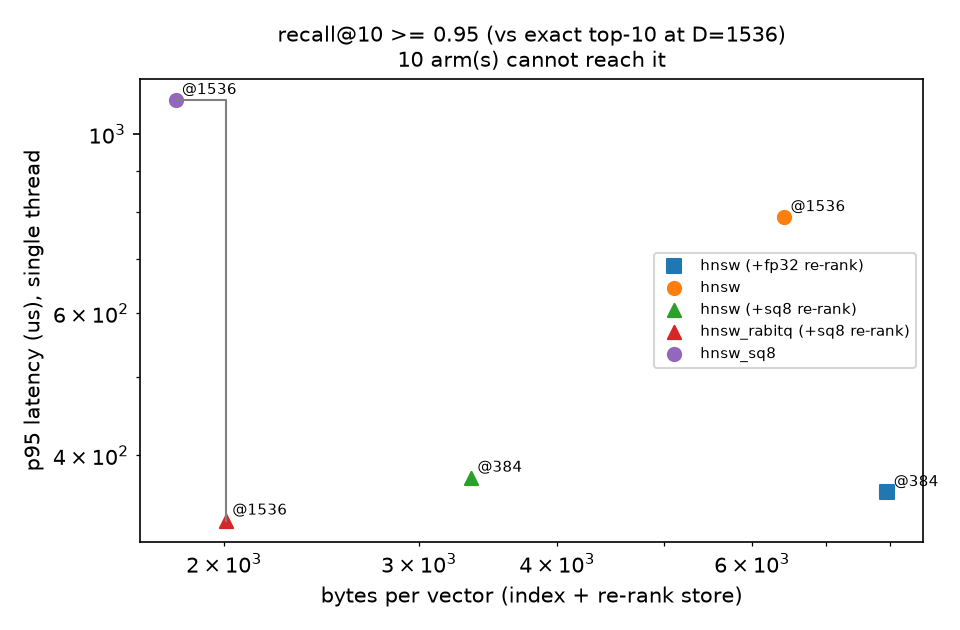 recall@10 >= 0.95 (vs exact top-10 at D=1536)
10 arm(s) cannot reach it
@1536
10³
@1536
hnsw (+fp32 re-rank)
hnsw
hnsw (+sq8 re-rank)
hnsw_rabitq (+sq8 re-rank)
hnsw_sq8
6 × 10²
4 × 10²
@384
@384
@1536
p95 latency (us), single thread
2 × 10³
3 × 10³
4 × 10³
6 × 10³
bytes per vector (index + re-rank store)